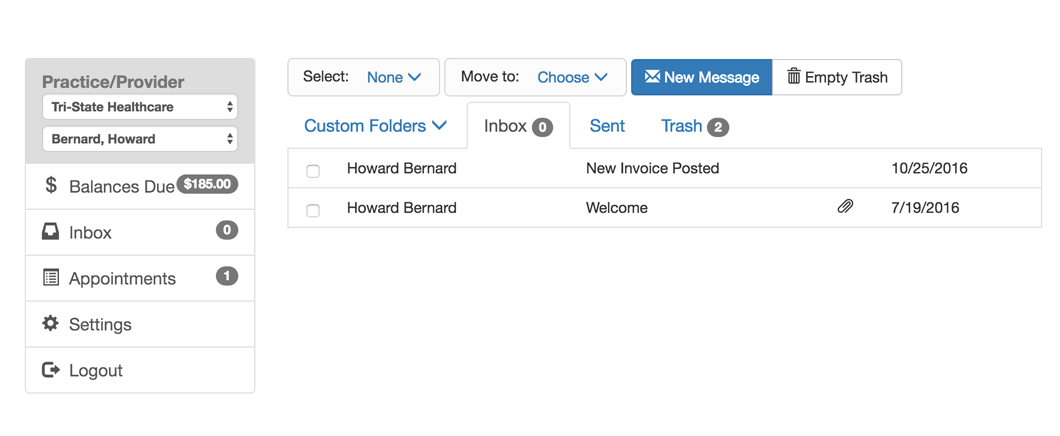 Practice/Provider
Tri-State Healthcare
Bernard, Howard
$ Balances Due $185.00
Inbox 0
Appointments 1
Settings
Logout
Select: None Move to: Choose New Message Empty Trash
Custom Folders Inbox 0 Sent Trash 2
Howard Bernard New Invoice Posted 10/25/2016
Howard Bernard Welcome 7/19/2016